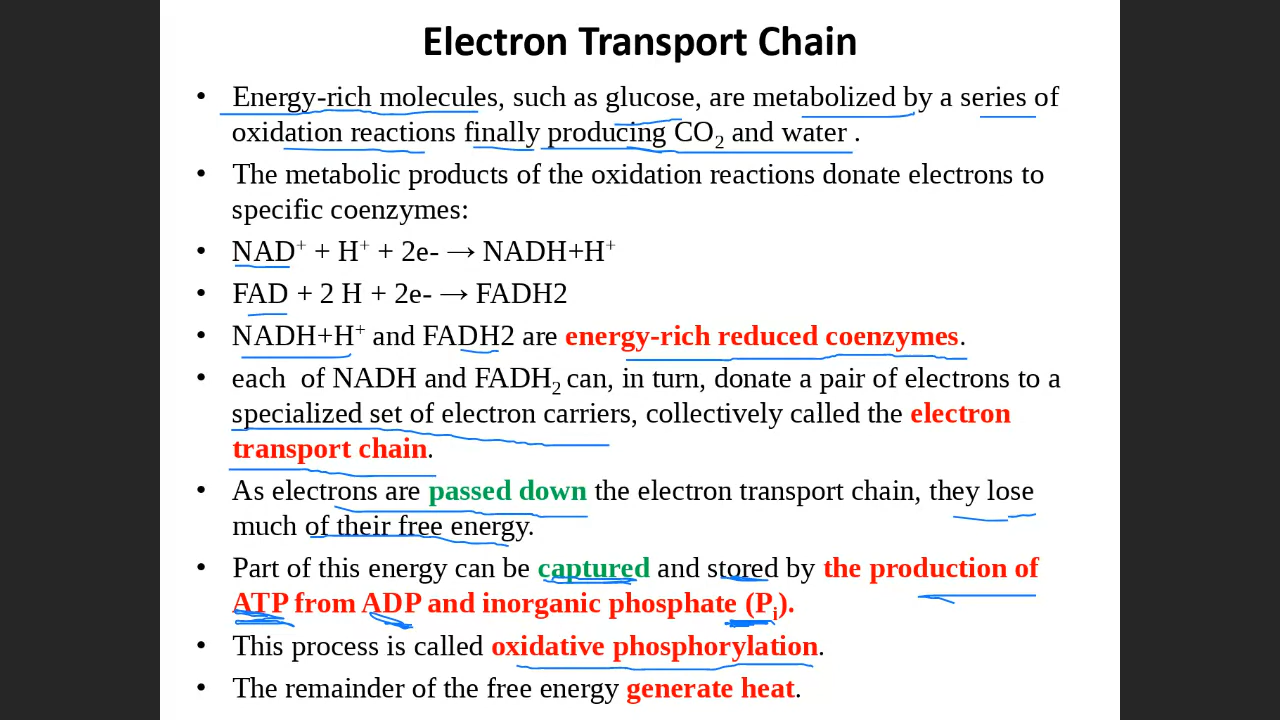 Electron Transport Chain
• Energy-rich molecules, such as glucose, are metabolized by a series of
oxidation reactions finally producing CO₂ and water .
• The metabolic products of the oxidation reactions donate electrons to
specific coenzymes:
• NAD⁺ + H⁺ + 2e- → NADH+H⁺
• FAD + 2 H + 2e- → FADH2
• NADH+H⁺ and FADH2 are energy-rich reduced coenzymes.
• each of NADH and FADH₂ can, in turn, donate a pair of electrons to a
specialized set of electron carriers, collectively called the electron
transport chain.
• As electrons are passed down the electron transport chain, they lose
much of their free energy.
• Part of this energy can be captured and stored by the production of
ATP from ADP and inorganic phosphate (Pᵢ).
• This process is called oxidative phosphorylation.
• The remainder of the free energy generate heat.